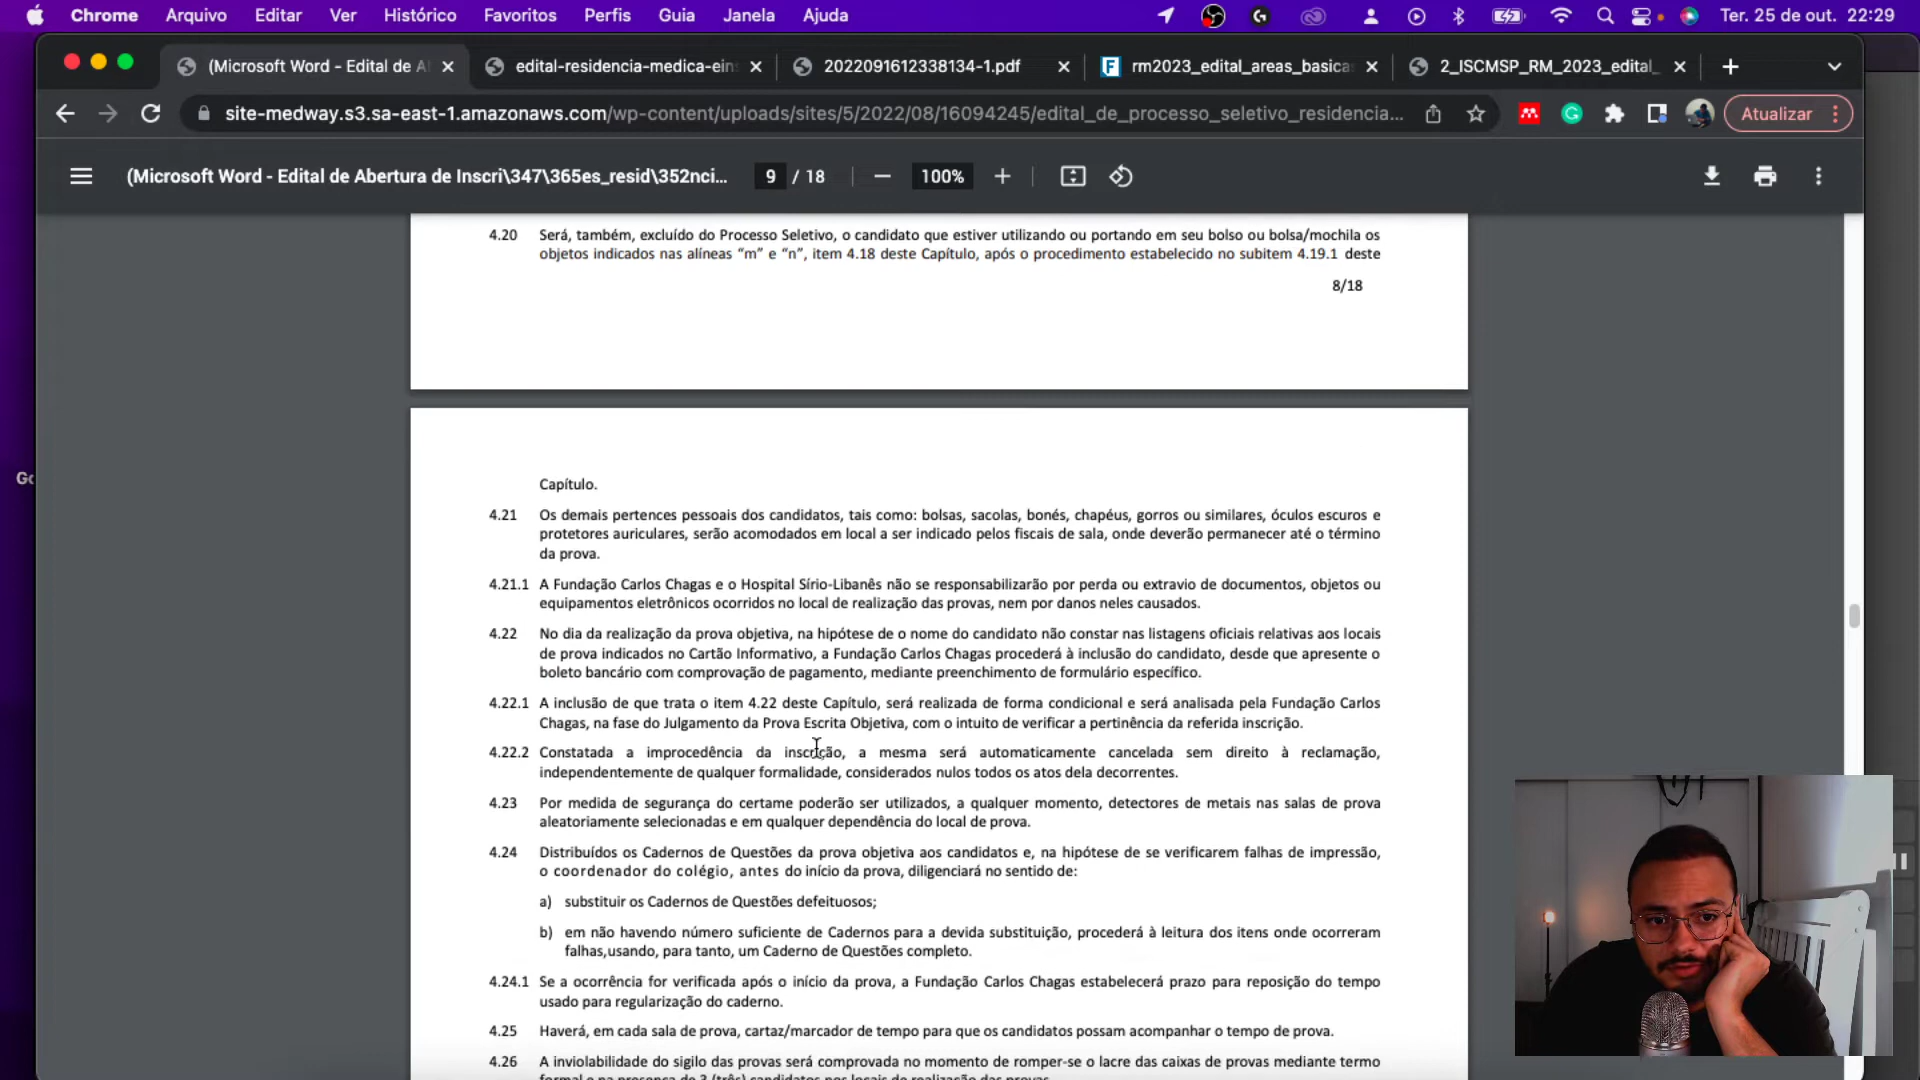 Chrome Arquivo Editar Ver Histórico Favoritos Perfis Guia Janela Ajuda Ter. 25 de out. 22:29
(Microsoft Word - Edital de A edital-residencia-medica-eins 2022091612338134-1.pdf rm2023_edital_areas_basica 2_ISCMSP_RM_2023_edital_
site-medway.s3.sa-east-1.amazonaws.com/wp-content/uploads/sites/5/2022/08/16094245/edital_de_processo_seletivo_residencia... Atualizar
(Microsoft Word - Edital de Abertura de Inscri\347\365es_resid\352nci... 9 / 18 100%
4.20 Será, também, excluído do Processo Seletivo, o candidato que estiver utilizando ou portando em seu bolso ou bolsa/mochila os
objetos indicados nas alíneas “m” e “n”, item 4.18 deste Capítulo, após o procedimento estabelecido no subitem 4.19.1 deste
8/18
Capítulo.
4.21 Os demais pertences pessoais dos candidatos, tais como: bolsas, sacolas, bonés, chapéus, gorros ou similares, óculos escuros e
protetores auriculares, serão acomodados em local a ser indicado pelos fiscais de sala, onde deverão permanecer até o término
da prova.
4.21.1 A Fundação Carlos Chagas e o Hospital Sírio-Libanês não se responsabilizarão por perda ou extravio de documentos, objetos ou
equipamentos eletrônicos ocorridos no local de realização das provas, nem por danos neles causados.
4.22 No dia da realização da prova objetiva, na hipótese de o nome do candidato não constar nas listagens oficiais relativas aos locais
de prova indicados no Cartão Informativo, a Fundação Carlos Chagas procederá à inclusão do candidato, desde que apresente o
boleto bancário com comprovação de pagamento, mediante preenchimento de formulário específico.
4.22.1 A inclusão de que trata o item 4.22 deste Capítulo, será realizada de forma condicional e será analisada pela Fundação Carlos
Chagas, na fase do Julgamento da Prova Escrita Objetiva, com o intuito de verificar a pertinência da referida inscrição.
4.22.2 Constatada a improcedência da inscrição, a mesma será automaticamente cancelada sem direito à reclamação,
independentemente de qualquer formalidade, considerados nulos todos os atos dela decorrentes.
4.23 Por medida de segurança do certame poderão ser utilizados, a qualquer momento, detectores de metais nas salas de prova
aleatoriamente selecionadas e em qualquer dependência do local de prova.
4.24 Distribuídos os Cadernos de Questões da prova objetiva aos candidatos e, na hipótese de se verificarem falhas de impressão,
o coordenador do colégio, antes do início da prova, diligenciará no sentido de:
a) substituir os Cadernos de Questões defeituosos;
b) em não havendo número suficiente de Cadernos para a devida substituição, procederá à leitura dos itens onde ocorreram
falhas,usando, para tanto, um Caderno de Questões completo.
4.24.1 Se a ocorrência for verificada após o início da prova, a Fundação Carlos Chagas estabelecerá prazo para reposição do tempo
usado para regularização do caderno.
4.25 Haverá, em cada sala de prova, cartaz/marcador de tempo para que os candidatos possam acompanhar o tempo de prova.
4.26 A inviolabilidade do sigilo das provas será comprovada no momento de romper-se o lacre das caixas de provas mediante termo
formal e na presença de 3 (três) candidatos nos locais de realização das provas.